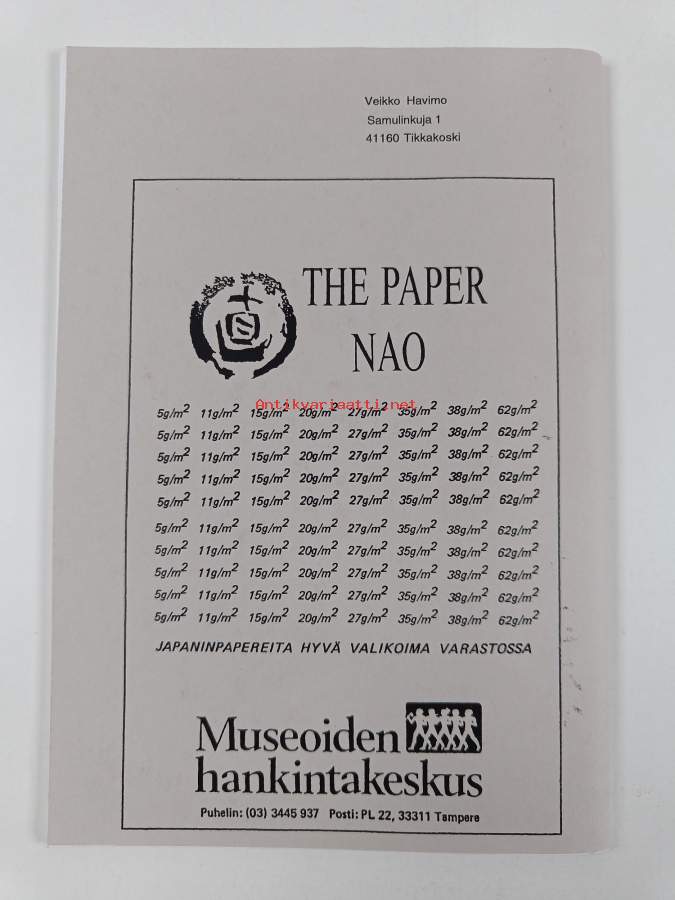 Veikko Havimo
Samulinkuja 1
41160 Tikkakoski
THE PAPER
NAO
Antikvariaatti.net
5g/m² 11g/m² 15g/m² 20g/m² 27g/m² 35g/m² 38g/m² 62g/m²
5g/m² 11g/m² 15g/m² 20g/m² 27g/m² 35g/m² 38g/m² 62g/m²
5g/m² 11g/m² 15g/m² 20g/m² 27g/m² 35g/m² 38g/m² 62g/m²
5g/m² 11g/m² 15g/m² 20g/m² 27g/m² 35g/m² 38g/m² 62g/m²
5g/m² 11g/m² 15g/m² 20g/m² 27g/m² 35g/m² 38g/m² 62g/m²
5g/m² 11g/m² 15g/m² 20g/m² 27g/m² 35g/m² 38g/m² 62g/m²
5g/m² 11g/m² 15g/m² 20g/m² 27g/m² 35g/m² 38g/m² 62g/m²
5g/m² 11g/m² 15g/m² 20g/m² 27g/m² 35g/m² 38g/m² 62g/m²
5g/m² 11g/m² 15g/m² 20g/m² 27g/m² 35g/m² 38g/m² 62g/m²
5g/m² 11g/m² 15g/m² 20g/m² 27g/m² 35g/m² 38g/m² 62g/m²
JAPANINPAPEREITA HYVÄ VALIKOIMA VARASTOSSA
Museoiden
hankintakeskus
Puhelin: (03) 3445 937 Posti: PL 22, 33311 Tampere